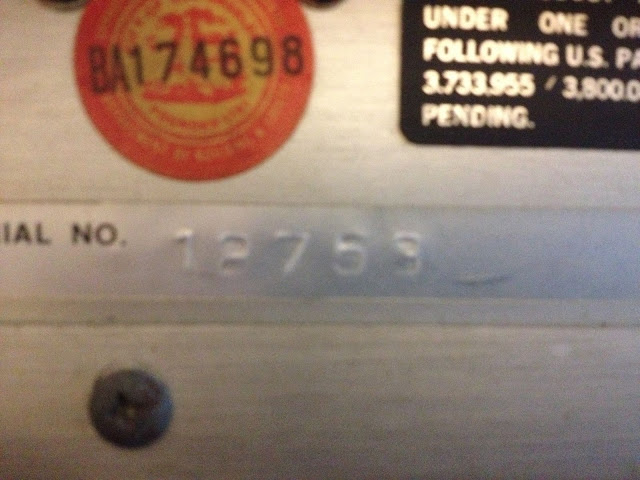 BA174698
UNDER ONE OR
FOLLOWING U.S. PA
3.733.955 / 3,800.0
PENDING.
IAL NO. 12753